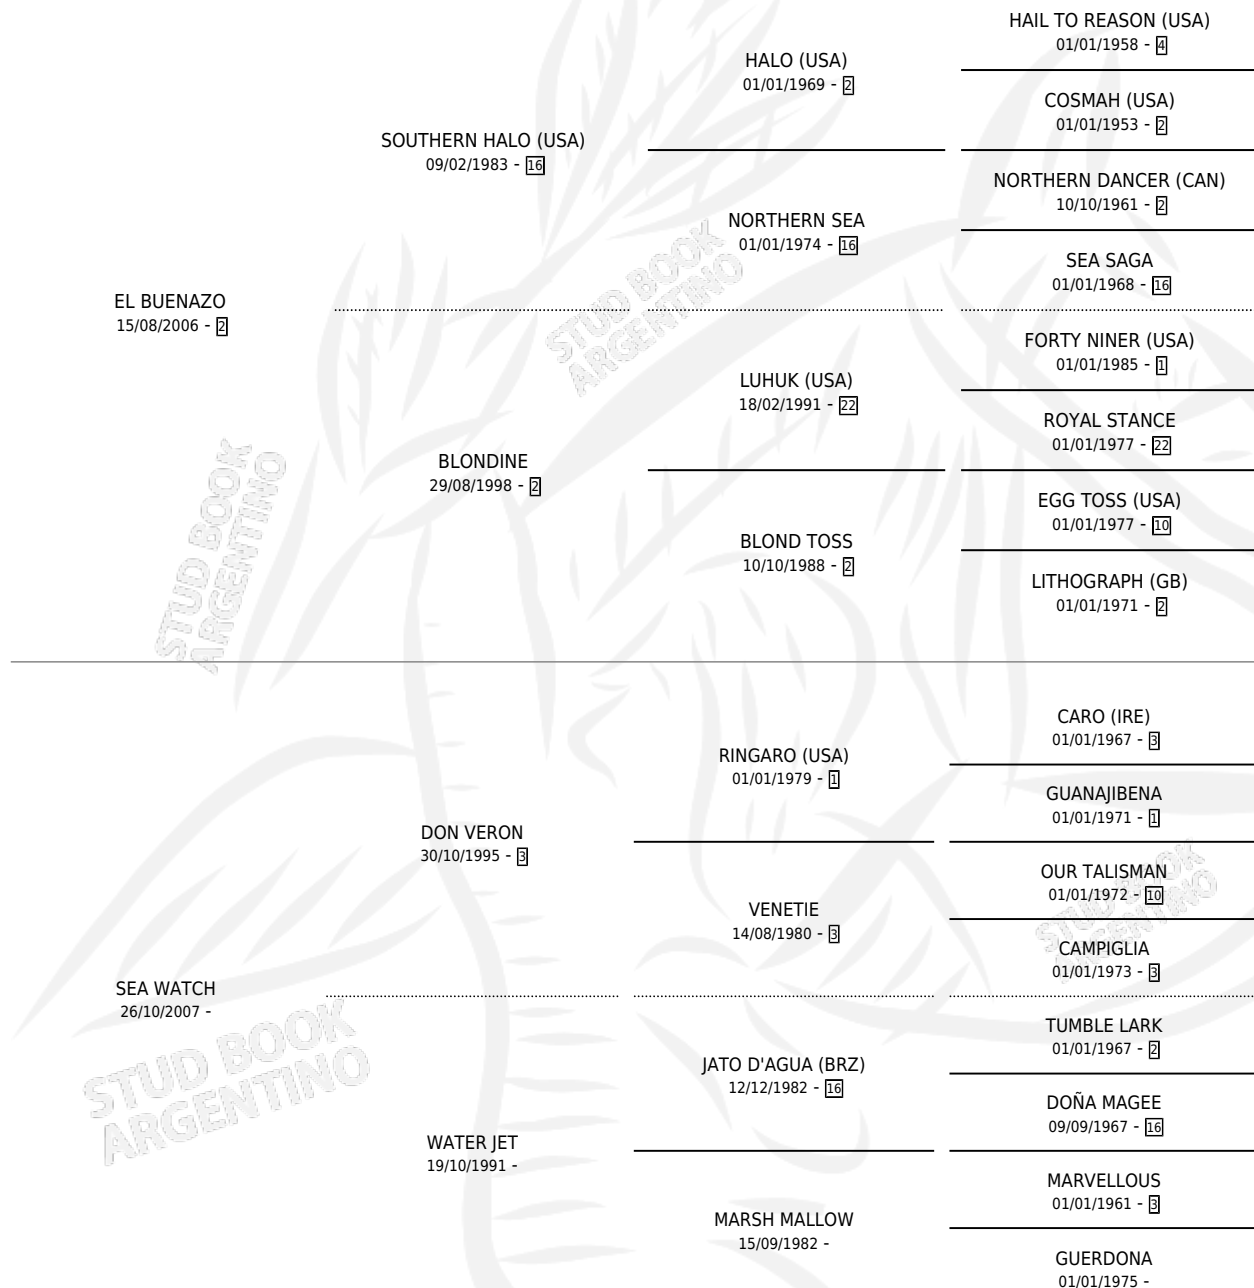 HAIL TO REASON (USA)
01/01/1958 - 4
HALO (USA)
01/01/1969 - 2
COSMAH (USA)
01/01/1953 - 2
SOUTHERN HALO (USA)
09/02/1983 - 16
NORTHERN DANCER (CAN)
10/10/1961 - 2
NORTHERN SEA
01/01/1974 - 16
SEA SAGA
01/01/1968 - 16
EL BUENAZO
15/08/2006 - 2
FORTY NINER (USA)
01/01/1985 - 1
LUHUK (USA)
18/02/1991 - 22
ROYAL STANCE
01/01/1977 - 22
BLONDINE
29/08/1998 - 2
EGG TOSS (USA)
01/01/1977 - 10
BLOND TOSS
10/10/1988 - 2
LITHOGRAPH (GB)
01/01/1971 - 2
CARO (IRE)
01/01/1967 - 3
RINGARO (USA)
01/01/1979 - 1
GUANAJIBENA
01/01/1971 - 1
DON VERON
30/10/1995 - 3
OUR TALISMAN
01/01/1972 - 10
VENETIE
14/08/1980 - 3
CAMPIGLIA
01/01/1973 - 3
SEA WATCH
26/10/2007 -
TUMBLE LARK
01/01/1967 - 2
JATO D'AGUA (BRZ)
12/12/1982 - 16
DOÑA MAGEE
09/09/1967 - 16
WATER JET
19/10/1991 -
MARVELLOUS
01/01/1961 - 3
MARSH MALLOW
15/09/1982 -
GUERDONA
01/01/1975 -
STUD BOOK
ARGENTINO
STUD BOOK
ARGENTINO
STUD BOOK
ARGENTINO
STUD BOOK
ARGENTINO